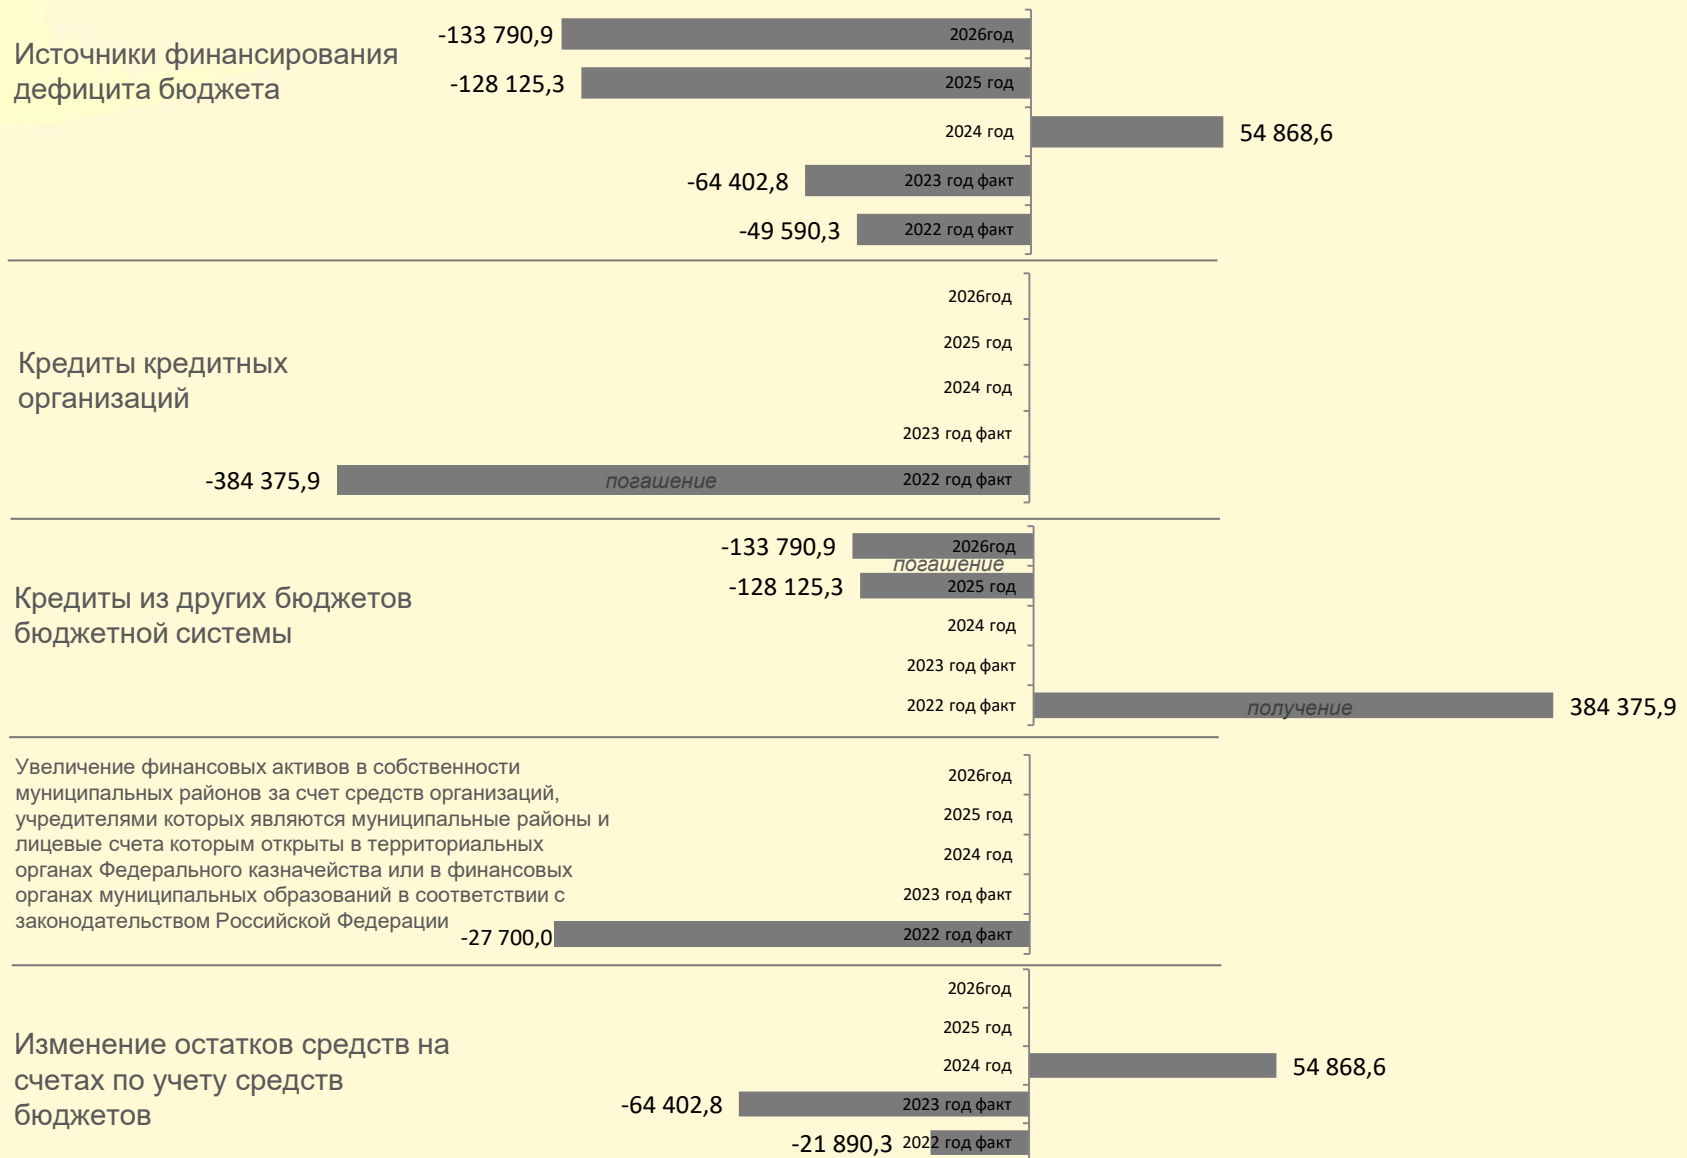 Источники финансирования
дефицита бюджета
-133 790,9 2026год
-128 125,3 2025 год
2024 год 54 868,6
-64 402,8 2023 год факт
-49 590,3 2022 год факт
Кредиты кредитных
организаций
2026год
2025 год
2024 год
2023 год факт
-384 375,9 погашение 2022 год факт
Кредиты из других бюджетов
бюджетной системы
-133 790,9 2026год
погашение
-128 125,3 2025 год
2024 год
2023 год факт
2022 год факт получение 384 375,9
Увеличение финансовых активов в собственности
муниципальных районов за счет средств организаций,
учредителями которых являются муниципальные районы и
лицевые счета которым открыты в территориальных
органах Федерального казначейства или в финансовых
органах муниципальных образований в соответствии с
законодательством Российской Федерации
2026год
2025 год
2024 год
2023 год факт
-27 700,0 2022 год факт
Изменение остатков средств на
счетах по учету средств
бюджетов
2026год
2025 год
2024 год 54 868,6
-64 402,8 2023 год факт
-21 890,3 2022 год факт